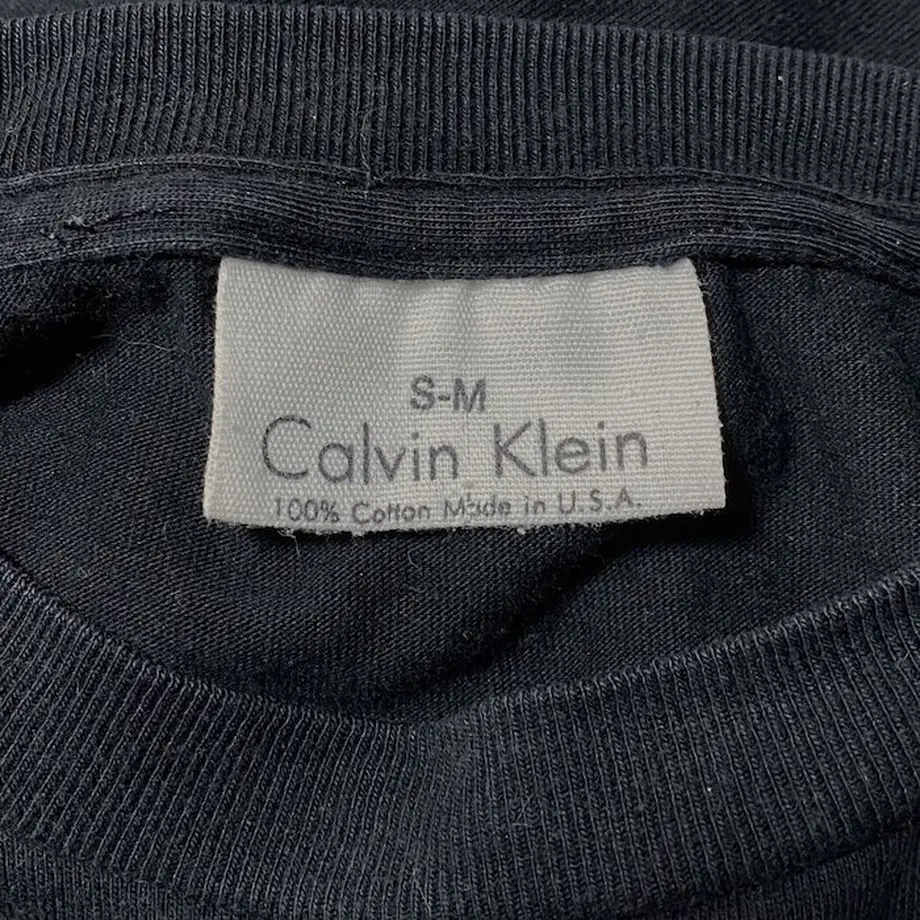 S-M
Calvin Klein
100% Cotton Made in U.S.A.